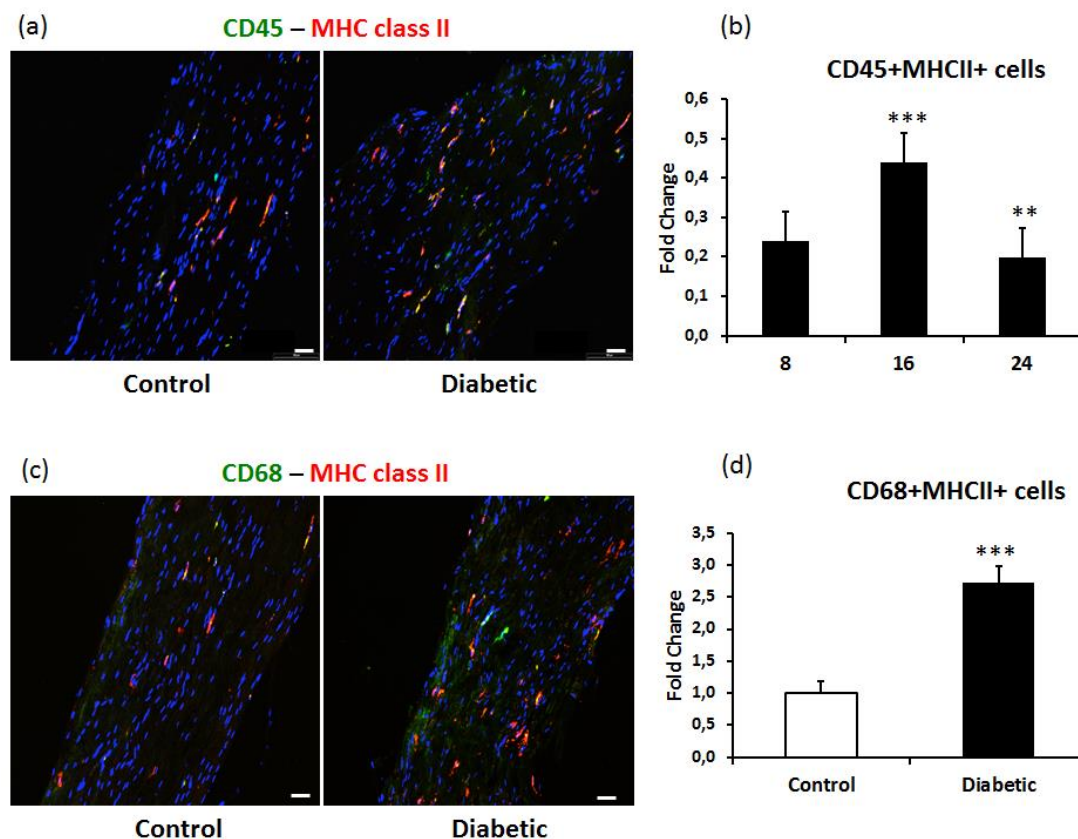 (a)
CD45 – MHC class II
Control
Diabetic
(b)
CD45+MHCII+ cells
Fold Change
0,6
0,5
0,4
0,3
0,2
0,1
0,0
***
**
8
16
24
(c)
CD68 – MHC class II
Control
Diabetic
(d)
CD68+MHCII+ cells
Fold Change
3,5
3,0
2,5
2,0
1,5
1,0
0,5
0,0
***
Control
Diabetic